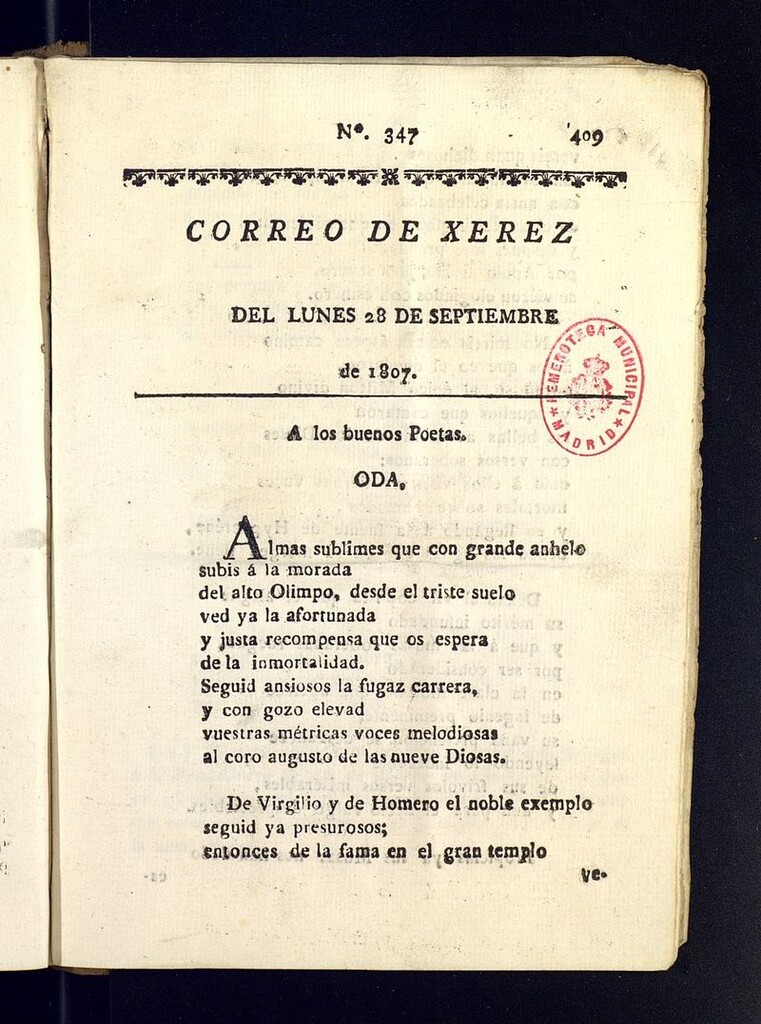 Nº. 347 409
CORREO DE XEREZ
DEL LUNES 28 DE SEPTIEMBRE
de 1807.
HEMEROTECA MUNICIPAL
★ MADRID ★
A los buenos Poetas.
ODA.
Almas sublimes que con grande anhelo
subis á la morada
del alto Olimpo, desde el triste suelo
ved ya la afortunada
y justa recompensa que os espera
de la inmortalidad.
Seguid ansiosos la fugaz carrera,
y con gozo elevad
vuestras métricas voces melodiosas
al coro augusto de las nueve Diosas.
De Virgilio y de Homero el noble exemplo
seguid ya presurosos;
entonces de la fama en el gran templo
ve-